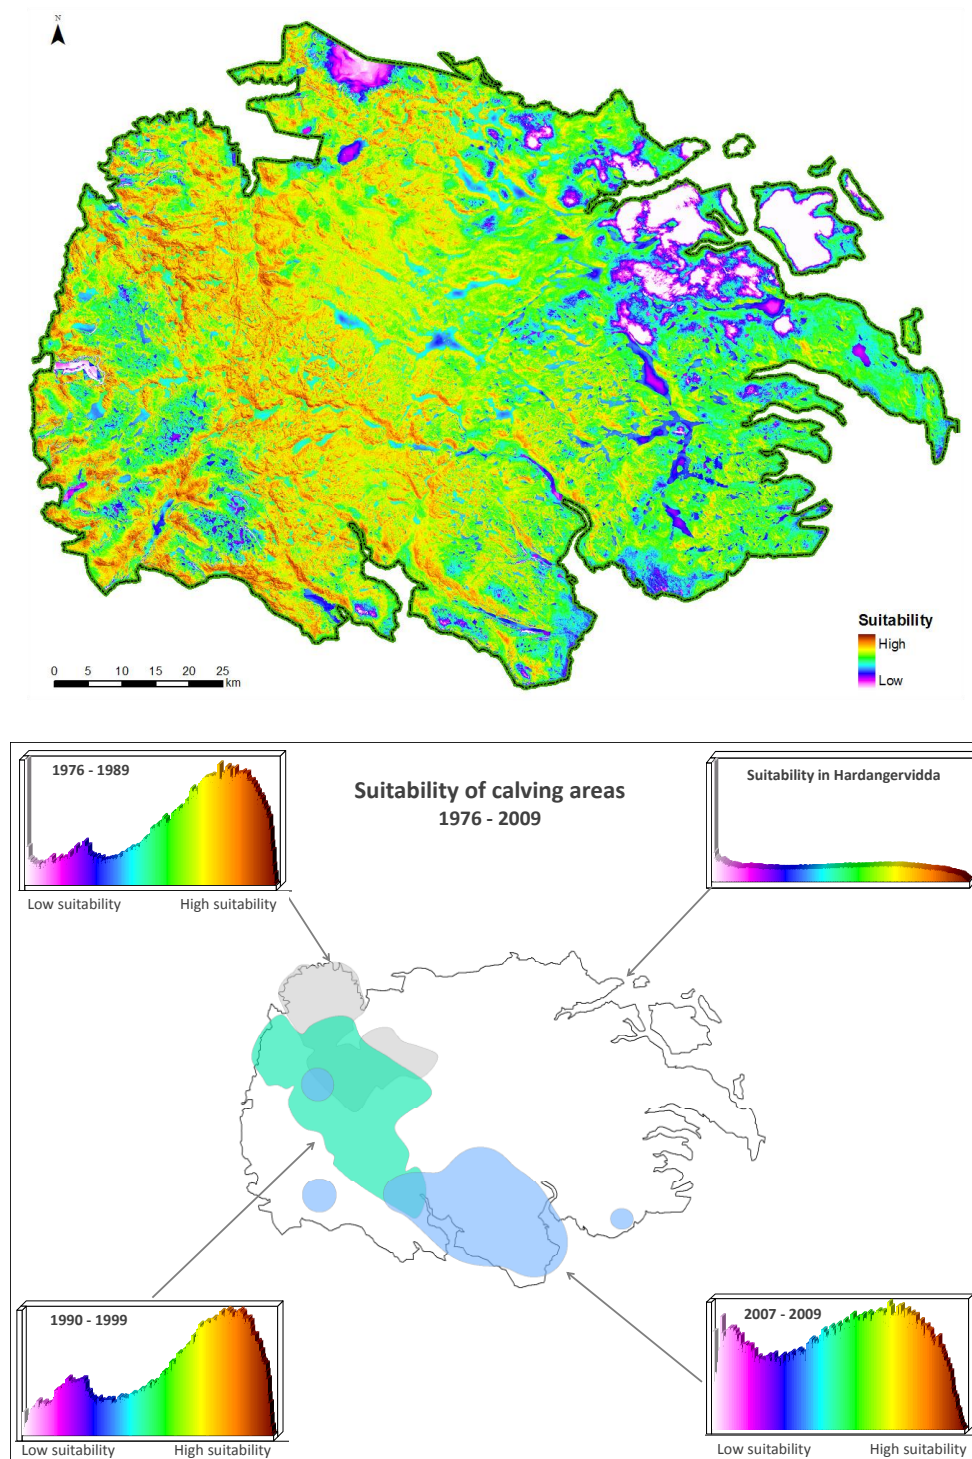 N
Suitability
High
Low
0 5 10 15 20 25
km
1976 - 1989
Low suitability High suitability
Suitability of calving areas
1976 - 2009
Suitability in Hardangervidda
1990 - 1999
Low suitability High suitability
2007 - 2009
Low suitability High suitability